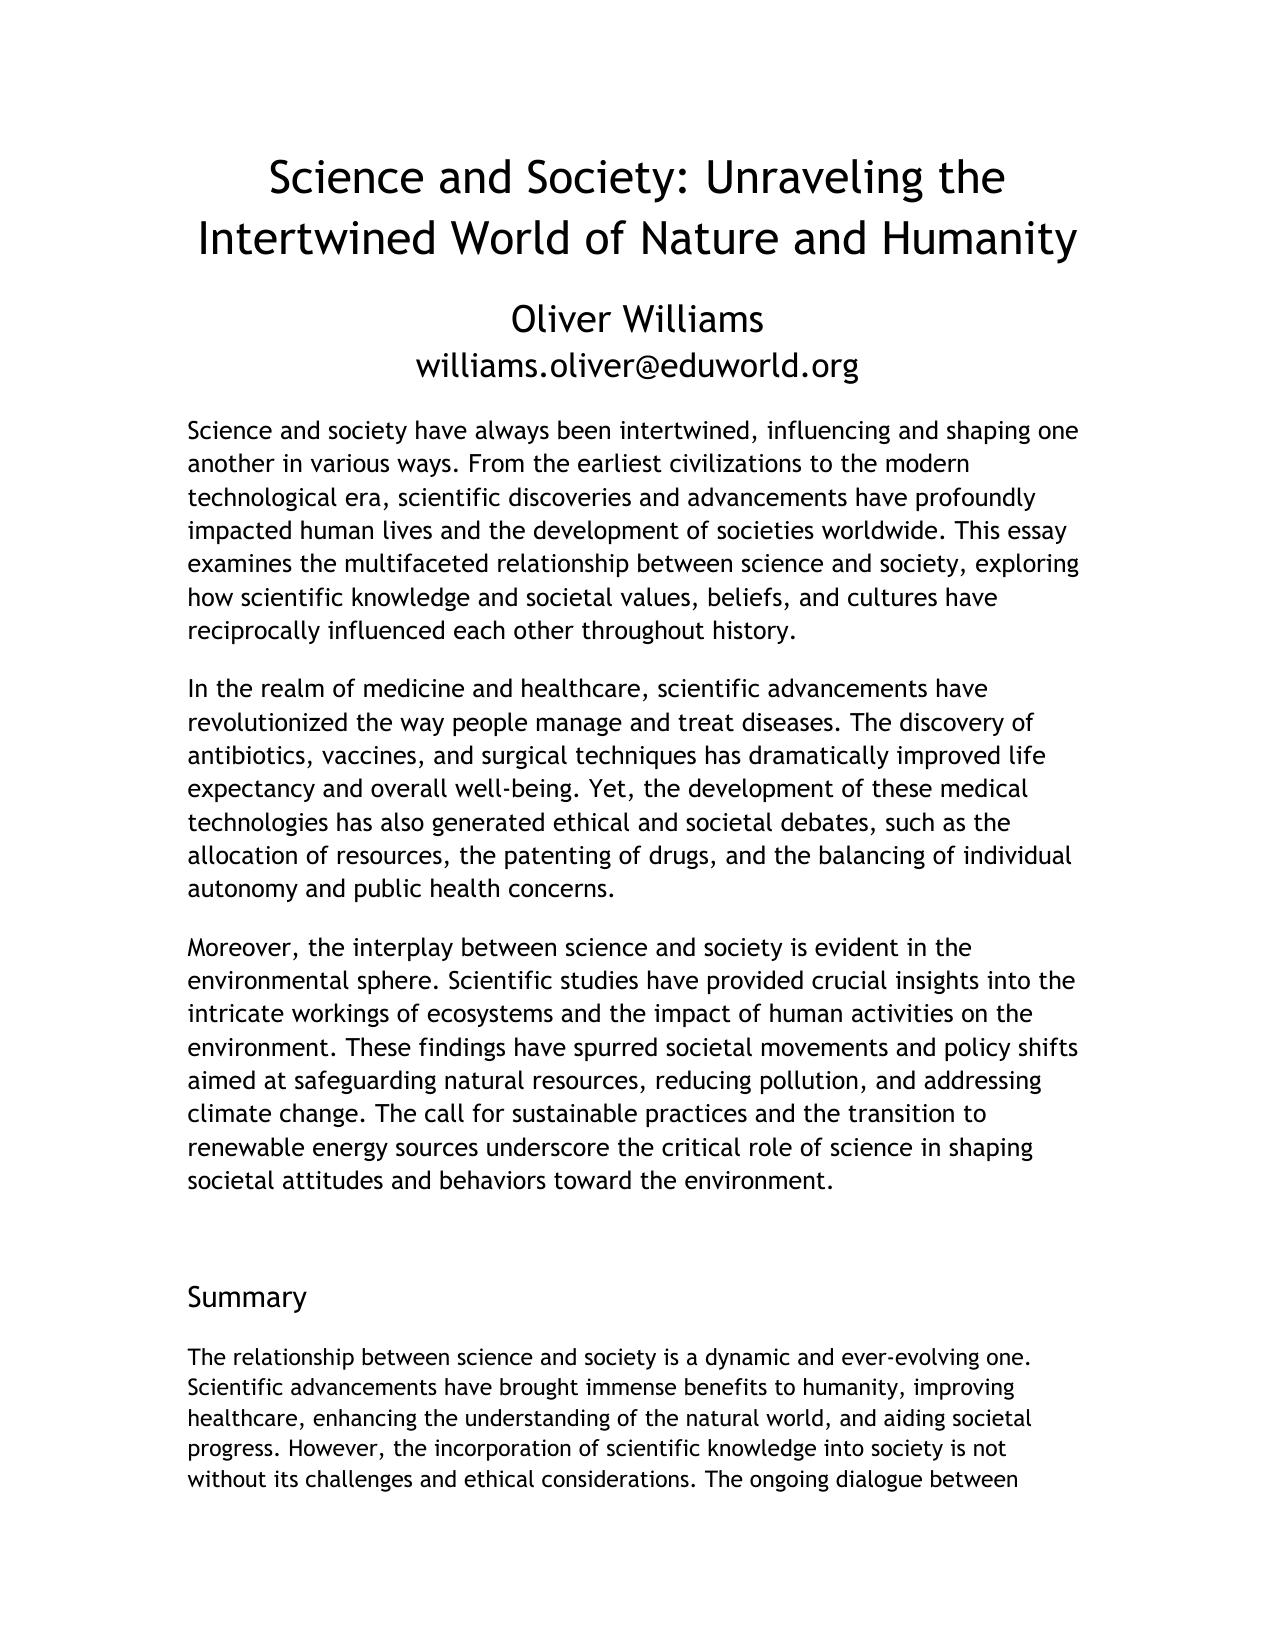 Science and Society: Unraveling the
Intertwined World of Nature and Humanity
Oliver Williams
williams.oliver@eduworld.org
Science and society have always been intertwined, influencing and shaping one
another in various ways. From the earliest civilizations to the modern
technological era, scientific discoveries and advancements have profoundly
impacted human lives and the development of societies worldwide. This essay
examines the multifaceted relationship between science and society, exploring
how scientific knowledge and societal values, beliefs, and cultures have
reciprocally influenced each other throughout history.
In the realm of medicine and healthcare, scientific advancements have
revolutionized the way people manage and treat diseases. The discovery of
antibiotics, vaccines, and surgical techniques has dramatically improved life
expectancy and overall well-being. Yet, the development of these medical
technologies has also generated ethical and societal debates, such as the
allocation of resources, the patenting of drugs, and the balancing of individual
autonomy and public health concerns.
Moreover, the interplay between science and society is evident in the
environmental sphere. Scientific studies have provided crucial insights into the
intricate workings of ecosystems and the impact of human activities on the
environment. These findings have spurred societal movements and policy shifts
aimed at safeguarding natural resources, reducing pollution, and addressing
climate change. The call for sustainable practices and the transition to
renewable energy sources underscore the critical role of science in shaping
societal attitudes and behaviors toward the environment.
Summary
The relationship between science and society is a dynamic and ever-evolving one.
Scientific advancements have brought immense benefits to humanity, improving
healthcare, enhancing the understanding of the natural world, and aiding societal
progress. However, the incorporation of scientific knowledge into society is not
without its challenges and ethical considerations. The ongoing dialogue between